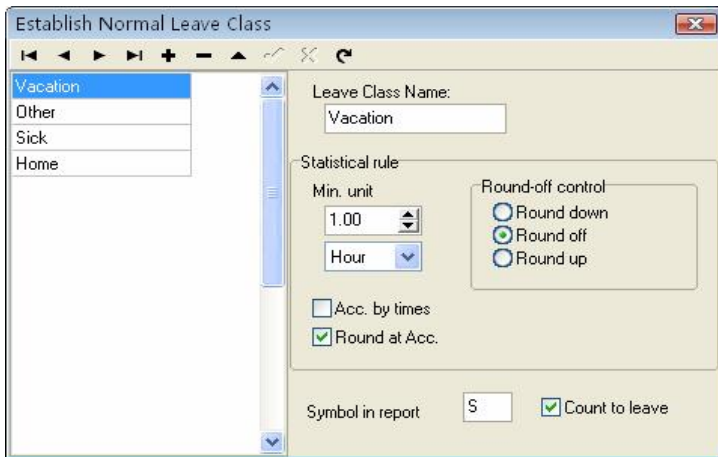 Establish Normal Leave Class
Vacation
Other
Sick
Home
Leave Class Name:
Vacation
Statistical rule
Min. unit
1.00
Hour
Round-off control
Round down
Round off
Round up
Acc. by times
Round at Acc.
Symbol in report
S
Count to leave